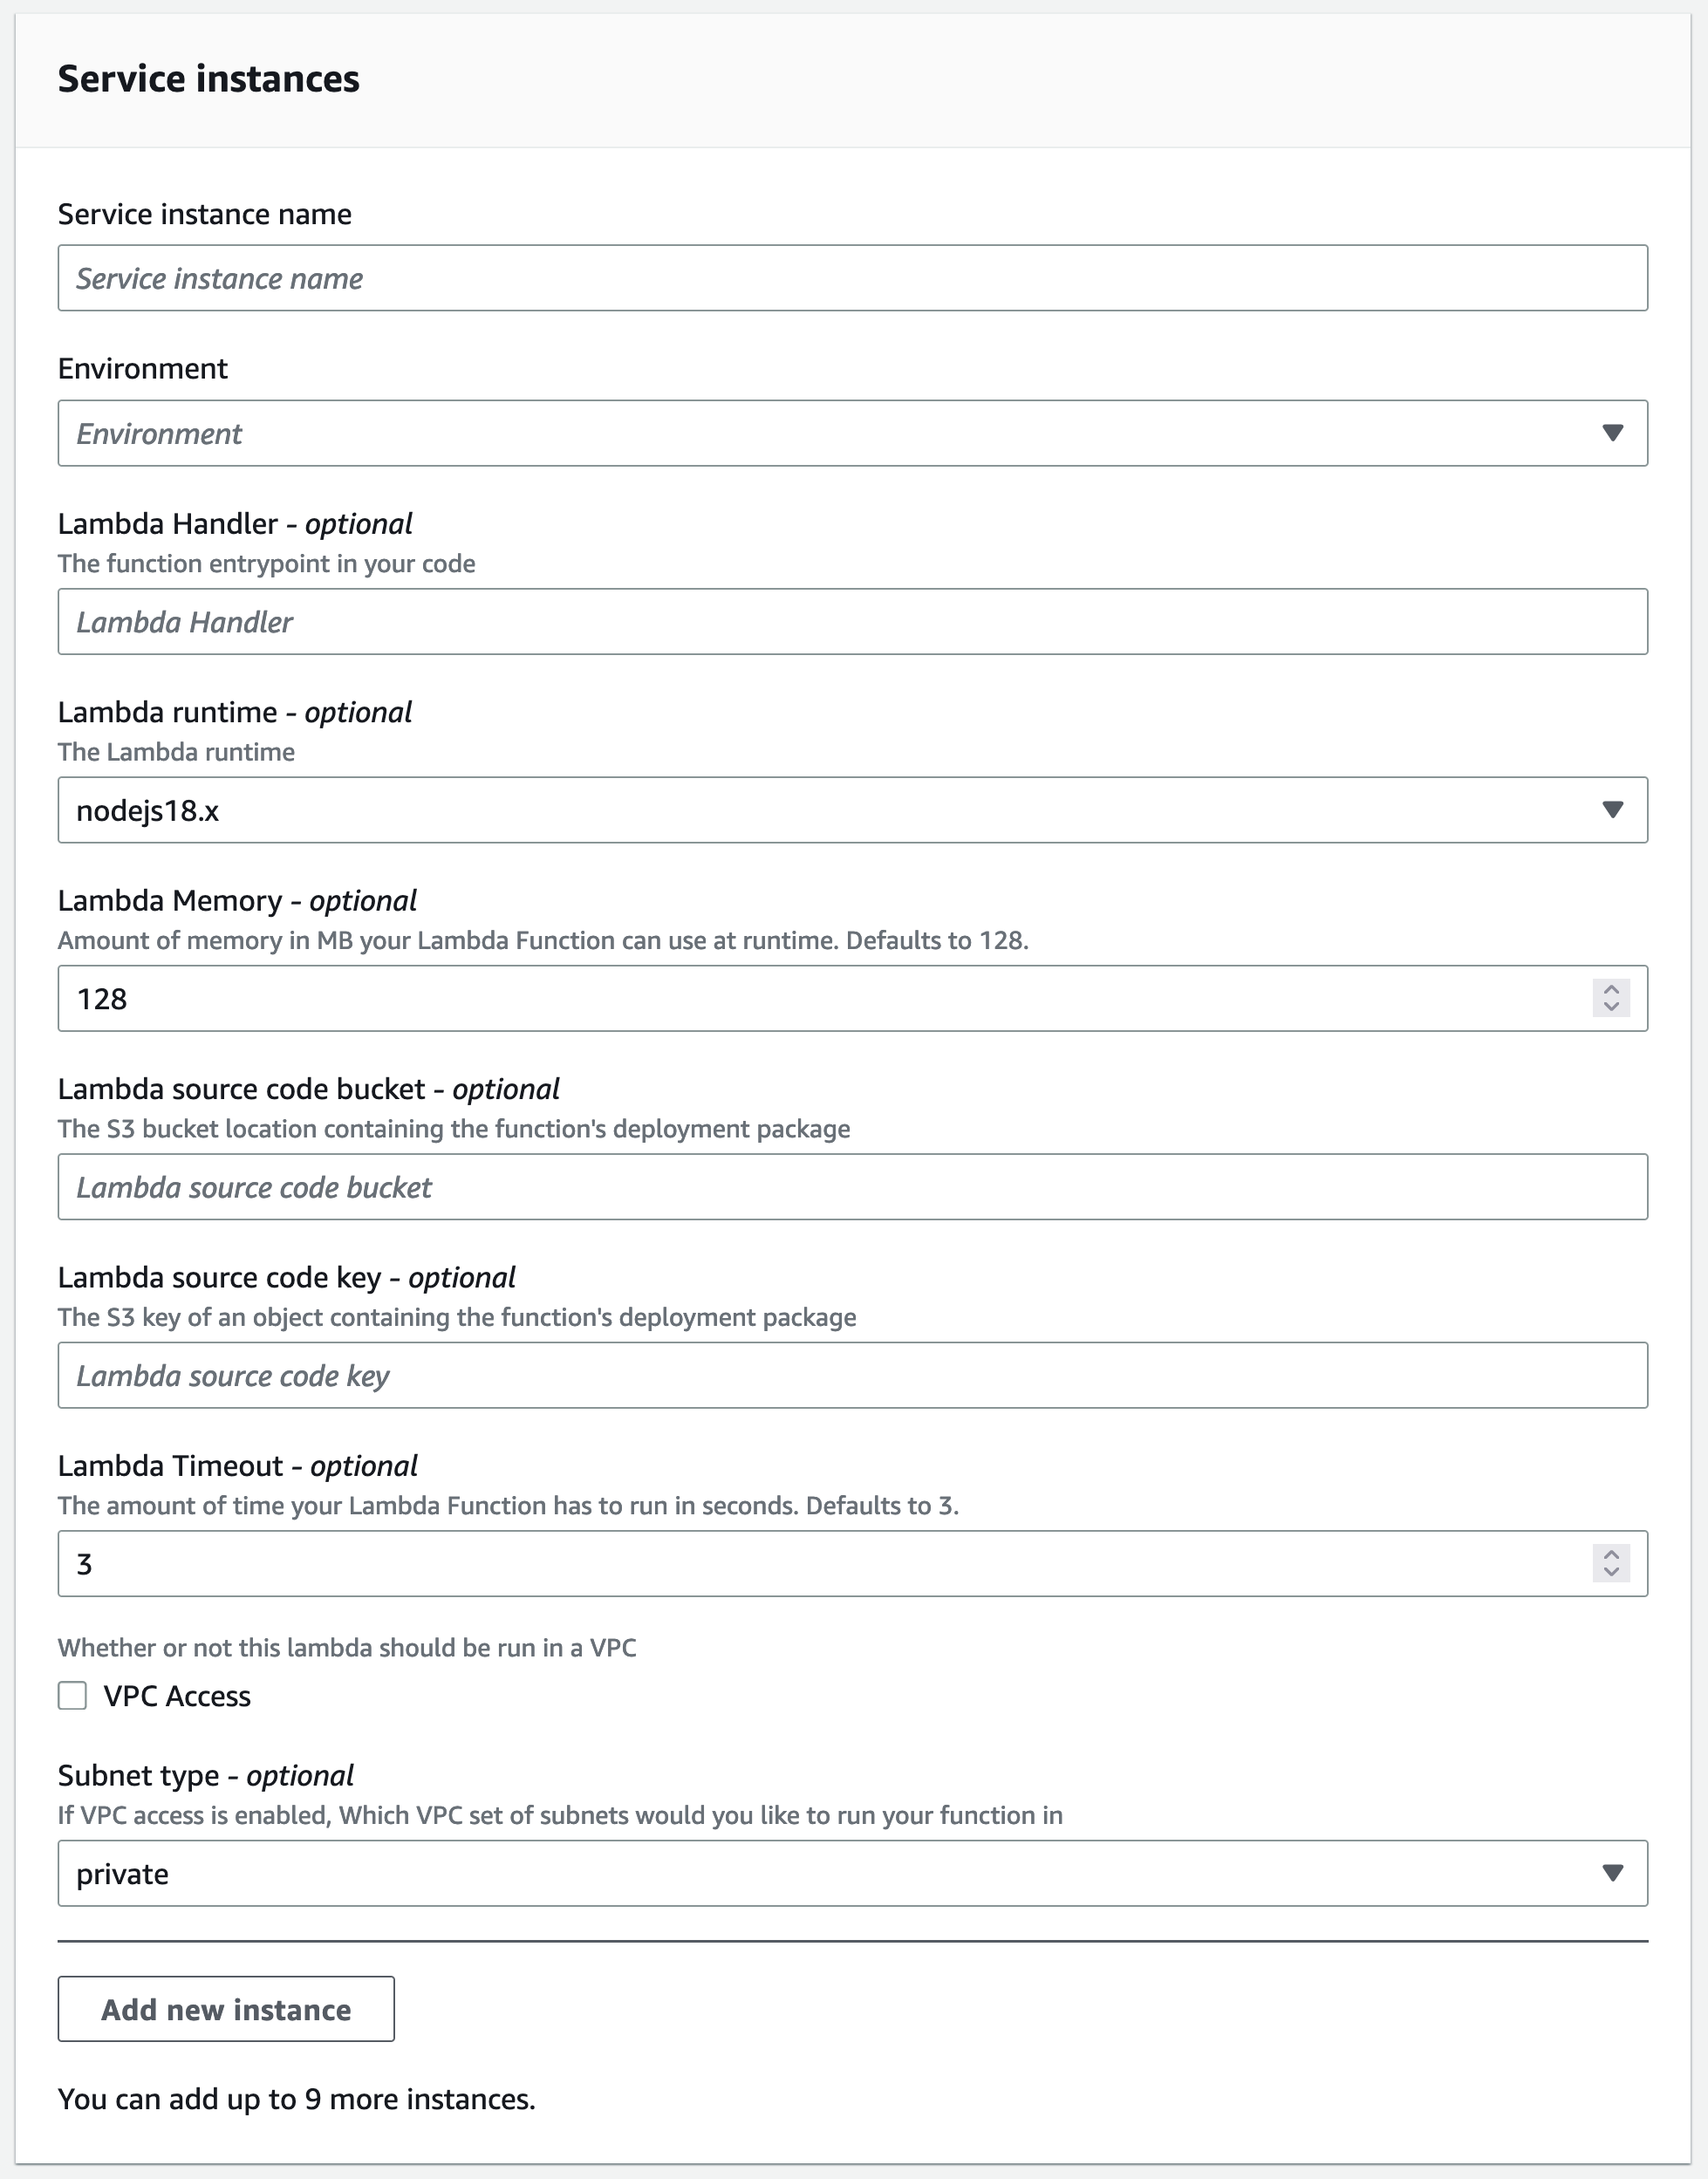 Service instances
Service instance name
Service instance name
Environment
Environment
Lambda Handler - optional
The function entrypoint in your code
Lambda Handler
Lambda runtime - optional
The Lambda runtime
nodejs18.x
Lambda Memory - optional
Amount of memory in MB your Lambda Function can use at runtime. Defaults to 128.
128
Lambda source code bucket - optional
The S3 bucket location containing the function's deployment package
Lambda source code bucket
Lambda source code key - optional
The S3 key of an object containing the function's deployment package
Lambda source code key
Lambda Timeout - optional
The amount of time your Lambda Function has to run in seconds. Defaults to 3.
3
Whether or not this lambda should be run in a VPC
VPC Access
Subnet type - optional
If VPC access is enabled, Which VPC set of subnets would you like to run your function in
private
Add new instance
You can add up to 9 more instances.